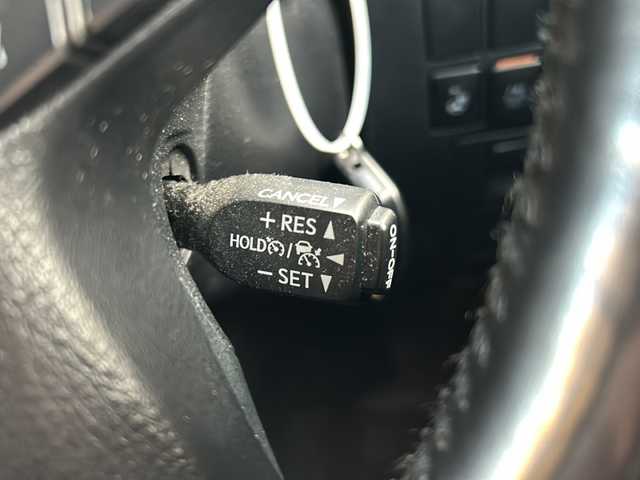 CANCEL
+ RES
HOLD /
− SET
ON-OFF